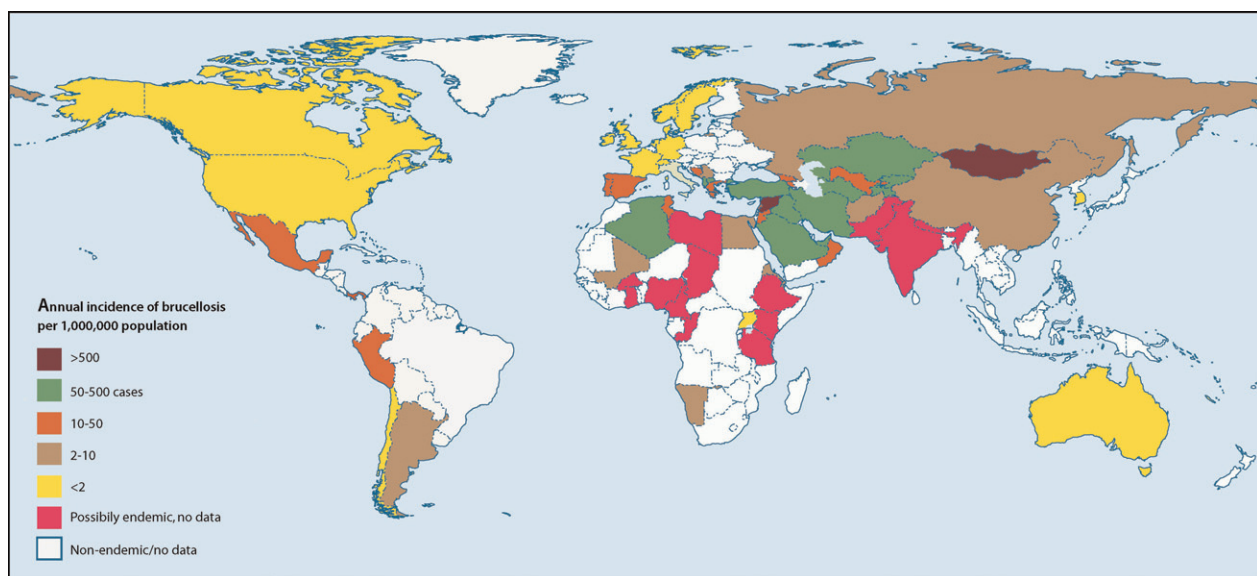 Annual incidence of brucellosis
per 1,000,000 population
>500
50-500 cases
10-50
2-10
<2
Possibily endemic, no data
Non-endemic/no data